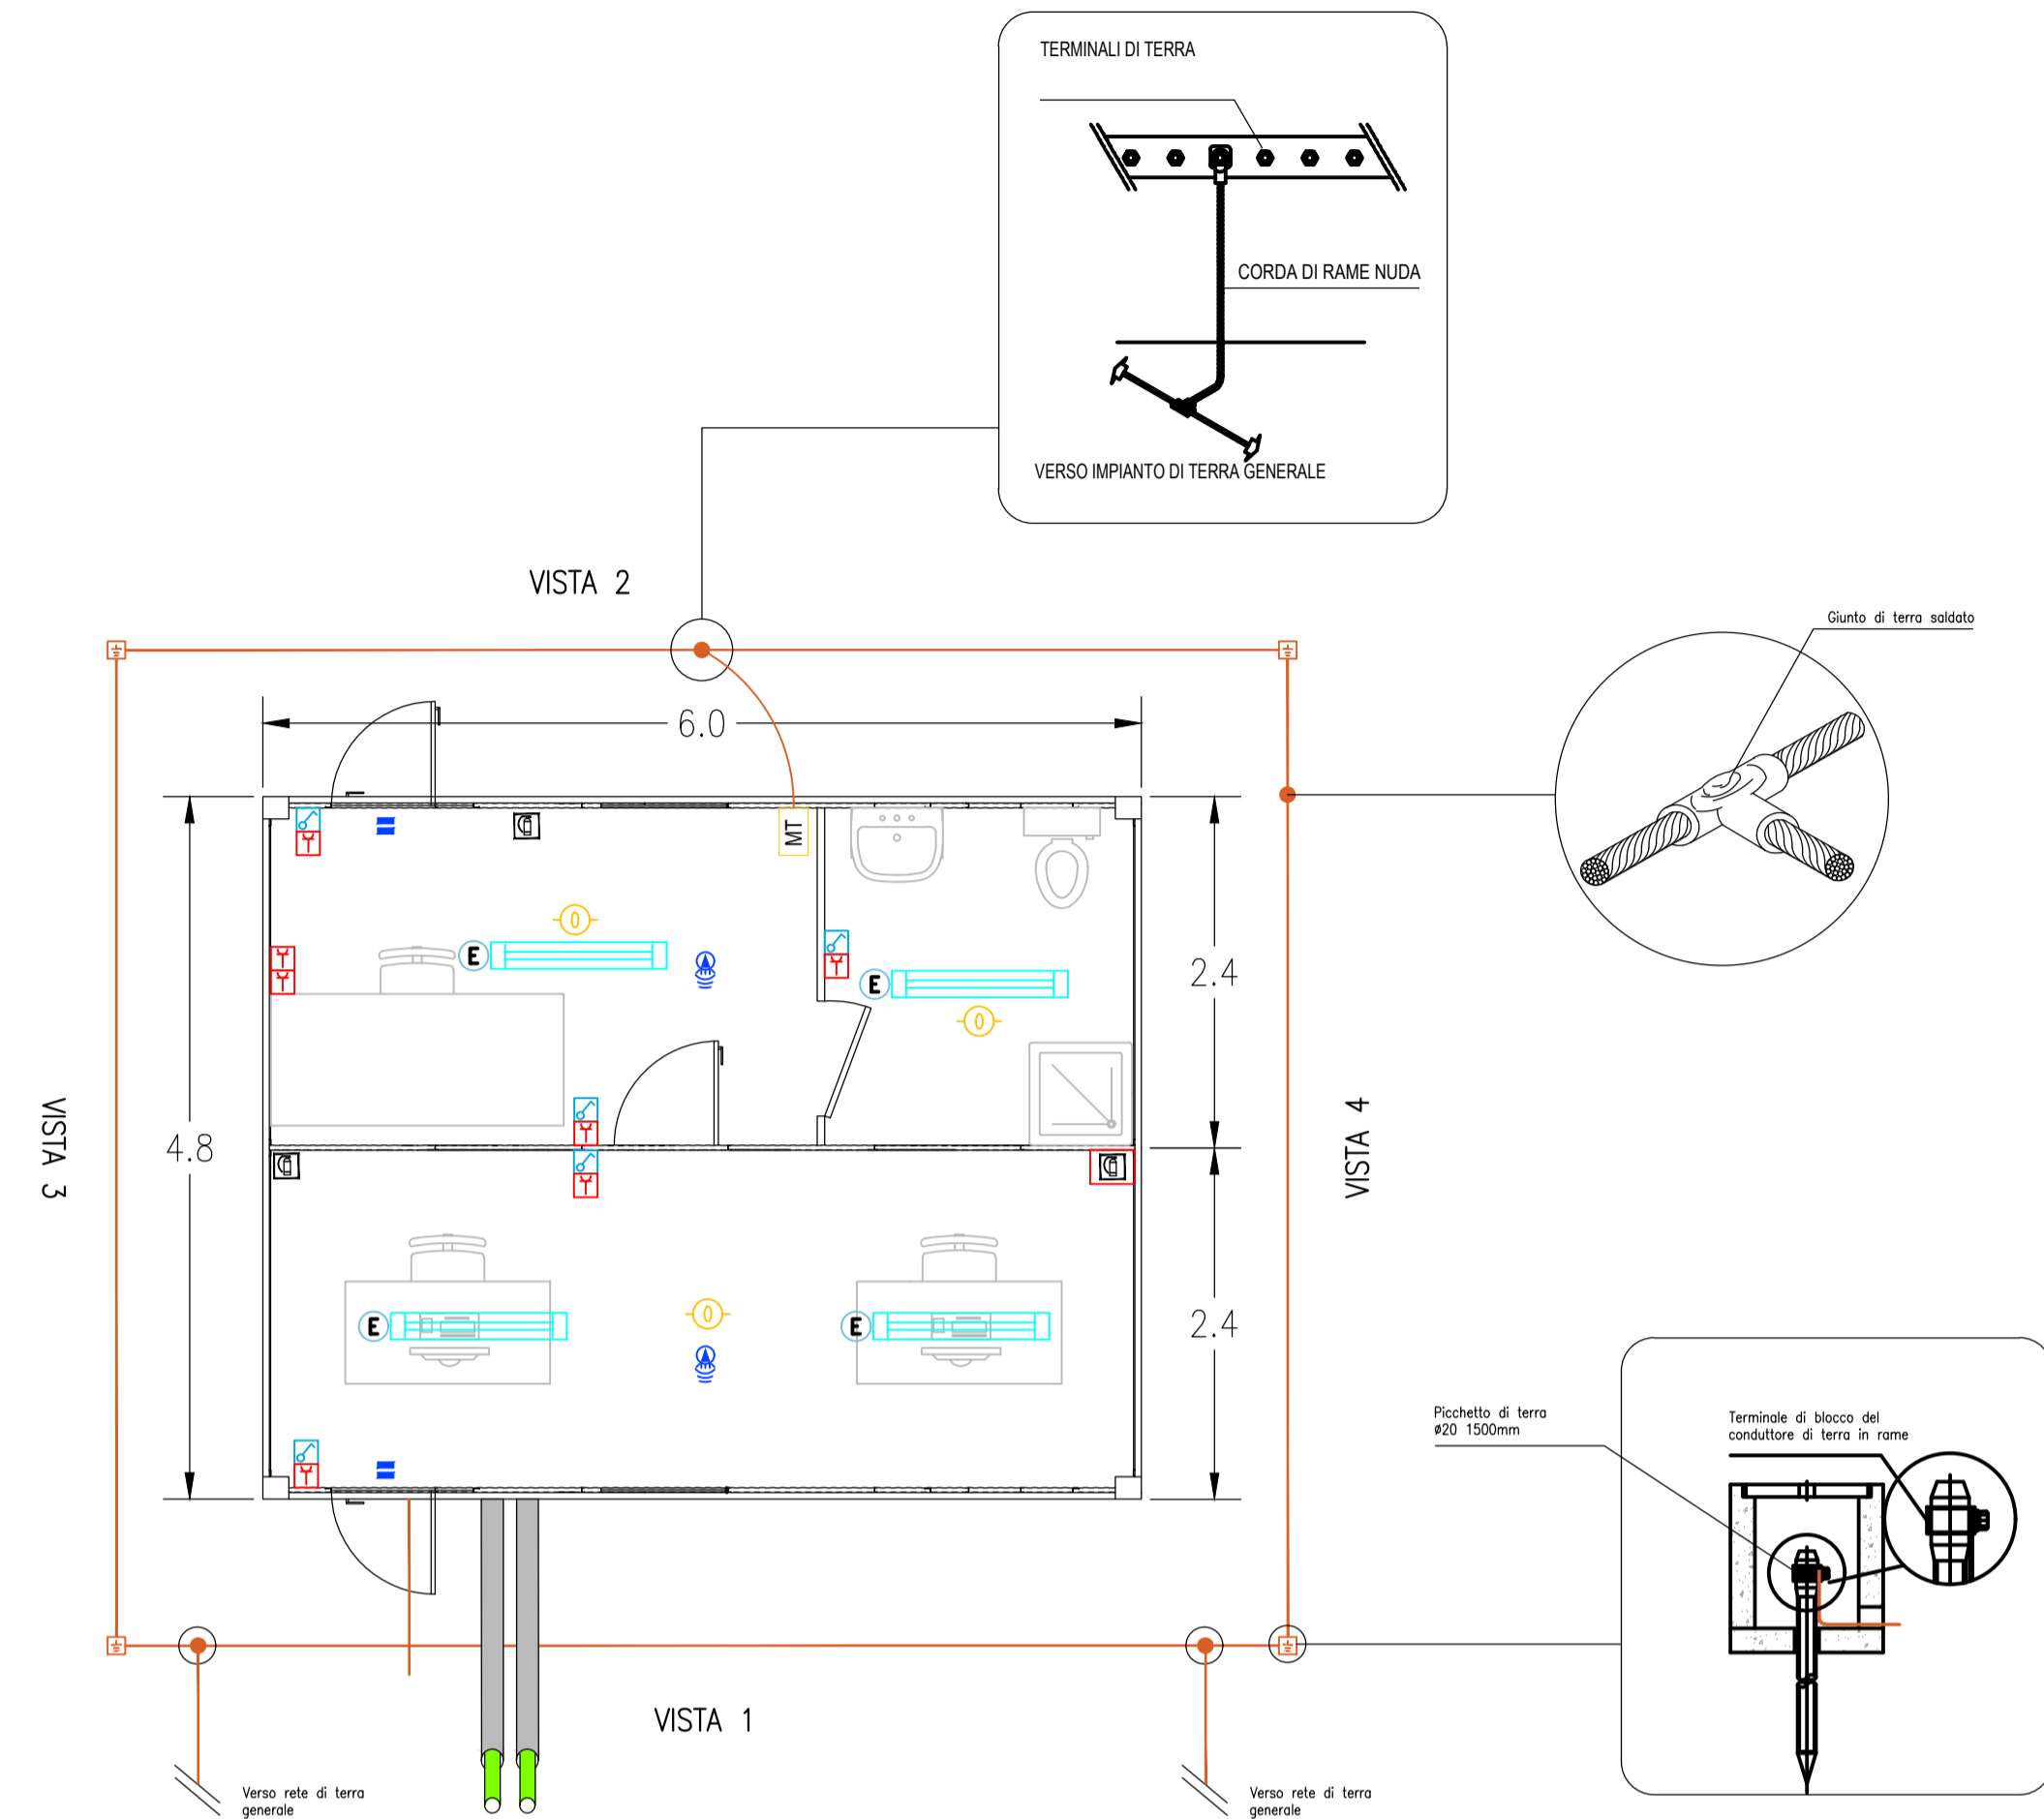 TERMINALI DI TERRA
CORDA DI RAME NUDA
VERSO IMPIANTO DI TERRA GENERALE
VISTA 2
Giunto di terra saldato
6.0
MT
E
2.4
E
VISTA 3
4.8
VISTA 4
E
E
2.4
Picchetto di terra
ø20 1500mm
Terminale di blocco del
conduttore di terra in rame
VISTA 1
Verso rete di terra
generale
Verso rete di terra
generale